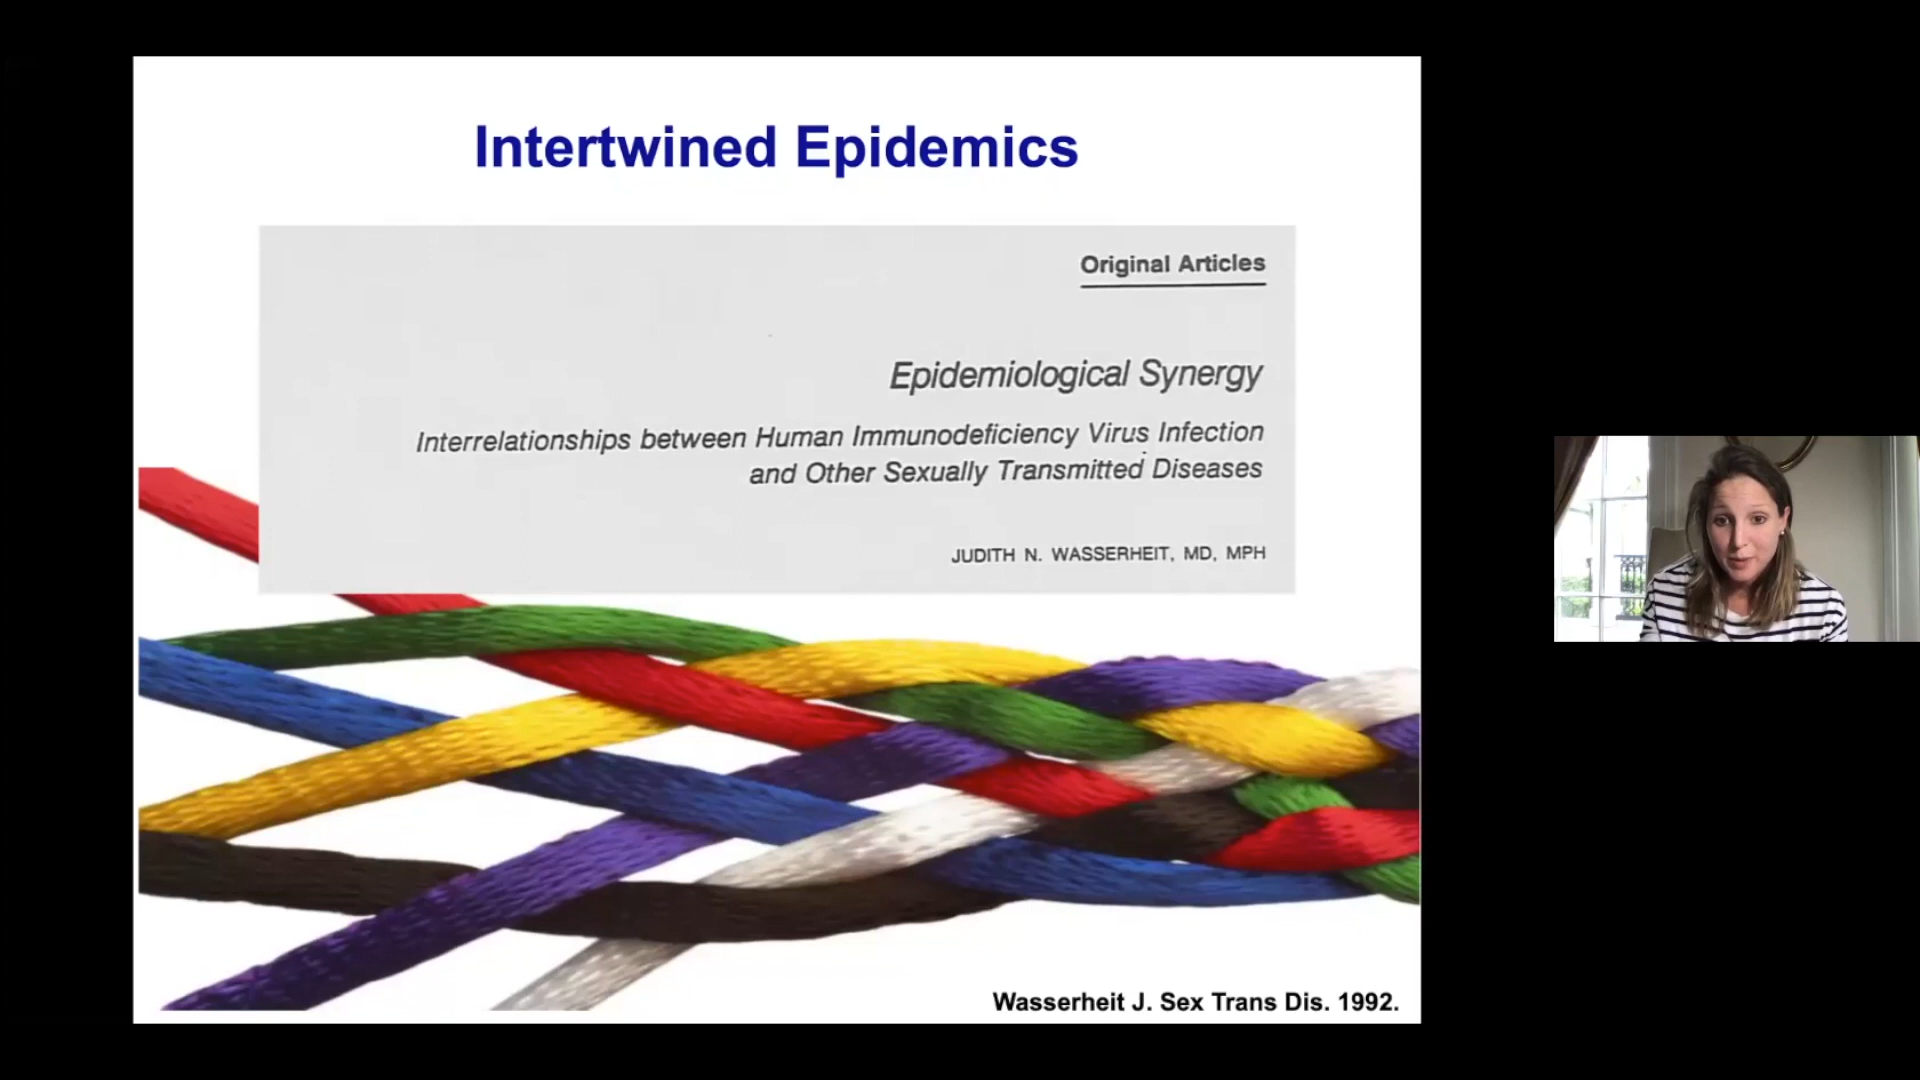 Intertwined Epidemics
Original Articles
Epidemiological Synergy
Interrelationships between Human Immunodeficiency Virus Infection
and Other Sexually Transmitted Diseases
JUDITH N. WASSERHEIT, MD, MPH
Wasserheit J. Sex Trans Dis. 1992.